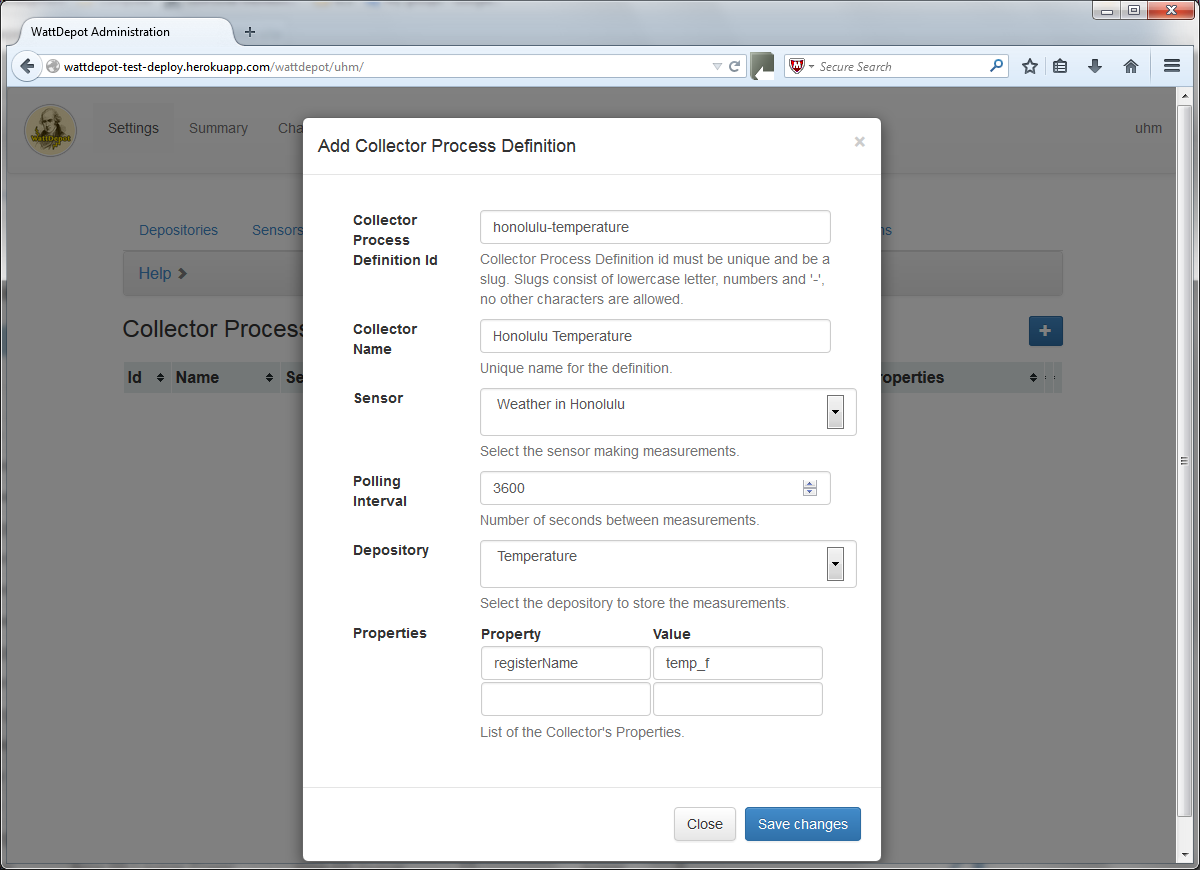 WattDepot Administration
wattdepot-test-deploy.herokuapp.com/wattdepot/uhm/
Secure Search
WattDepot
Settings Summary Cha
uhm
Add Collector Process Definition ×
Depositories Sensors
ns
Help
Collector Process
Id Name Se
roperties
Collector Process Definition Id
honolulu-temperature
Collector Process Definition id must be unique and be a
slug. Slugs consist of lowercase letter, numbers and '-',
no other characters are allowed.
Collector Name
Honolulu Temperature
Unique name for the definition.
Sensor
Weather in Honolulu
Select the sensor making measurements.
Polling Interval
3600
Number of seconds between measurements.
Depository
Temperature
Select the depository to store the measurements.
Properties
Property Value
registerName temp_f
List of the Collector's Properties.
Close Save changes